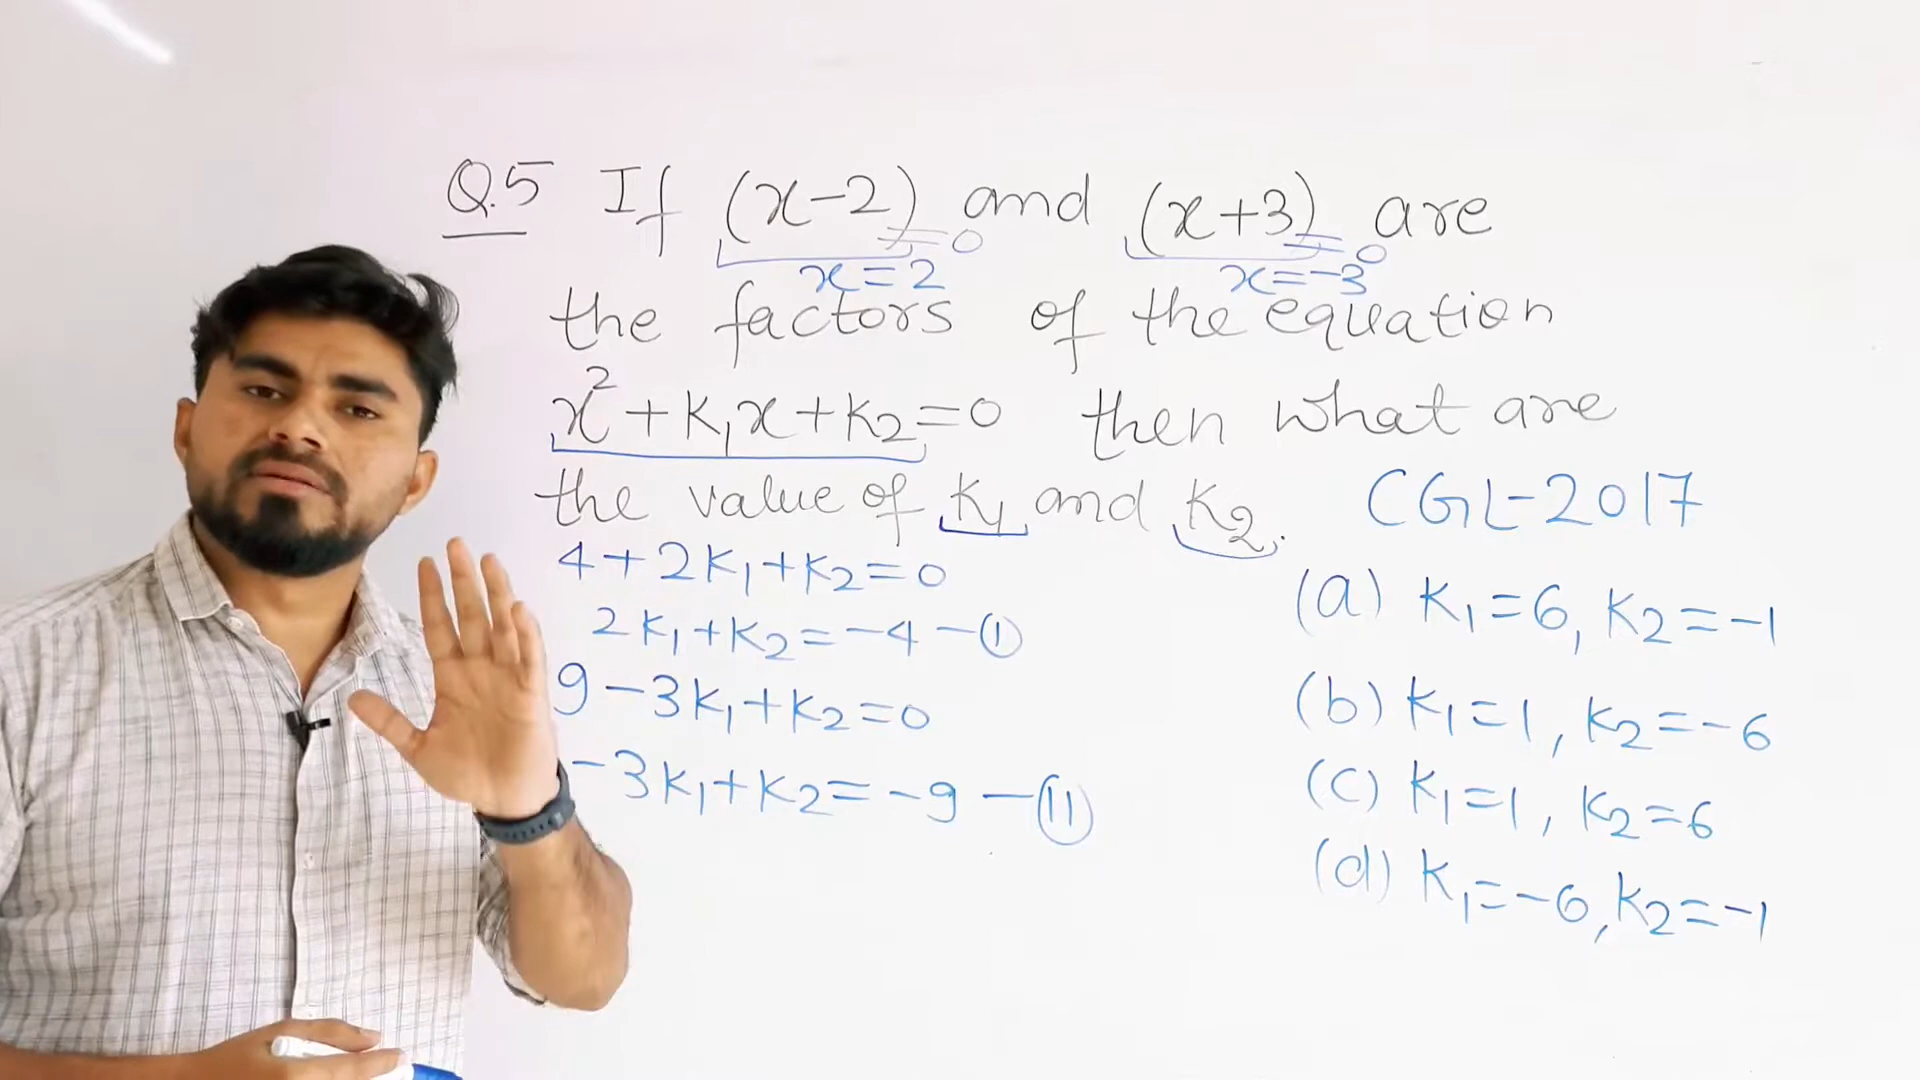 Q.5 If (x-2)=0 and (x+3)=0 are
x=2 x=-3
the factors of the equation
x²+K₁x+K₂=0 then what are
the value of K₁ and K₂.
CGL-2017
4+2K₁+K₂=0
2K₁+K₂=-4 -①
9-3K₁+K₂=0
-3K₁+K₂=-9 -⑪
(a) K₁=6, K₂=-1
(b) K₁=1, K₂=-6
(c) K₁=1, K₂=6
(d) K₁=-6, K₂=-1